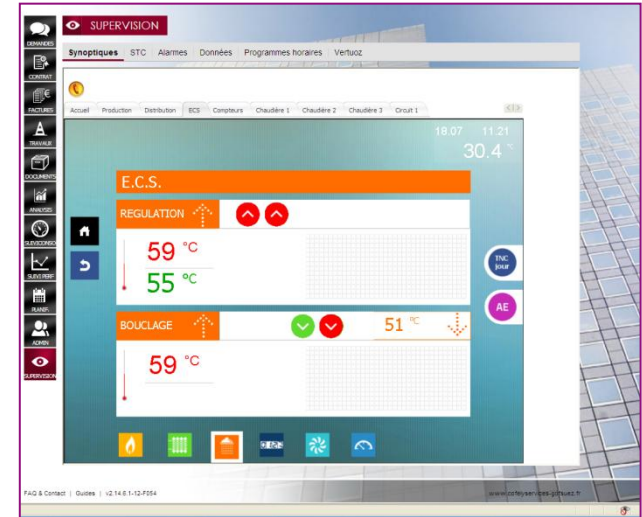 SUPERVISION
Synoptiques STC Alarmes Données Programmes horaires Vertuoz
DEMANDES
CONTRAT
FACTURES
TRAVAUX
DOCUMENTS
ANALYSES
SUIVI CONSO
SUIVI PERF
PLANIF.
ADMIN
SUPERVISION
Accueil Production Distribution ECS Compteurs Chaudière 1 Chaudière 2 Chaudière 3 Circuit 1
18.07 11.21
30.4 °
E.C.S.
REGULATION
59 °C
55 °C
TNC
jour
AE
BOUCLAGE 51 °C
59 °C
FAQ & Contact | Guides | v2.14.6.1-12-F054